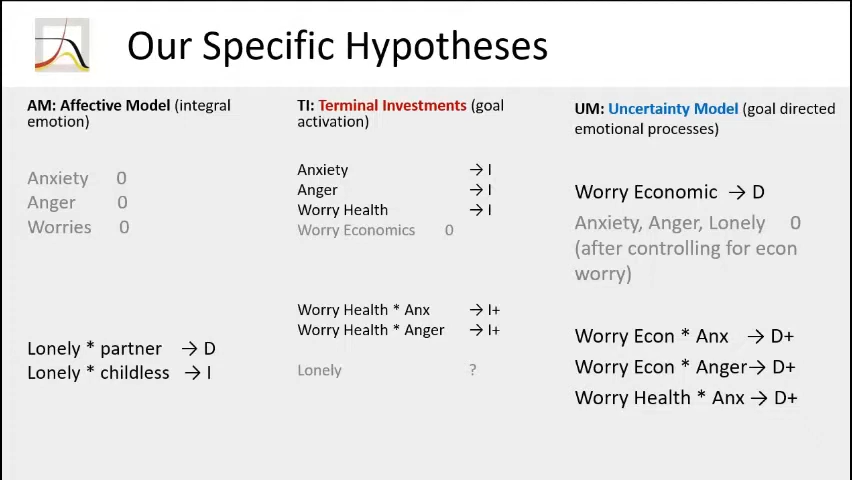 Our Specific Hypotheses
AM: Affective Model (integral
emotion)
Anxiety 0
Anger 0
Worries 0
Lonely * partner → D
Lonely * childless → I
TI: Terminal Investments (goal
activation)
Anxiety → I
Anger → I
Worry Health → I
Worry Economics 0
Worry Health * Anx → I+
Worry Health * Anger → I+
Lonely ?
UM: Uncertainty Model (goal directed
emotional processes)
Worry Economic → D
Anxiety, Anger, Lonely 0
(after controlling for econ
worry)
Worry Econ * Anx → D+
Worry Econ * Anger→ D+
Worry Health * Anx → D+